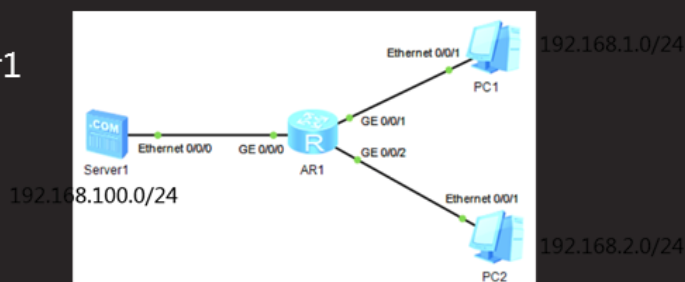 1
Ethernet 0/0/1
192.168.1.0/24
PC1
GE 0/0/1
.COM
Ethernet 0/0/0
GE 0/0/0
R
GE 0/0/2
Server1
AR1
192.168.100.0/24
Ethernet 0/0/1
192.168.2.0/24
PC2